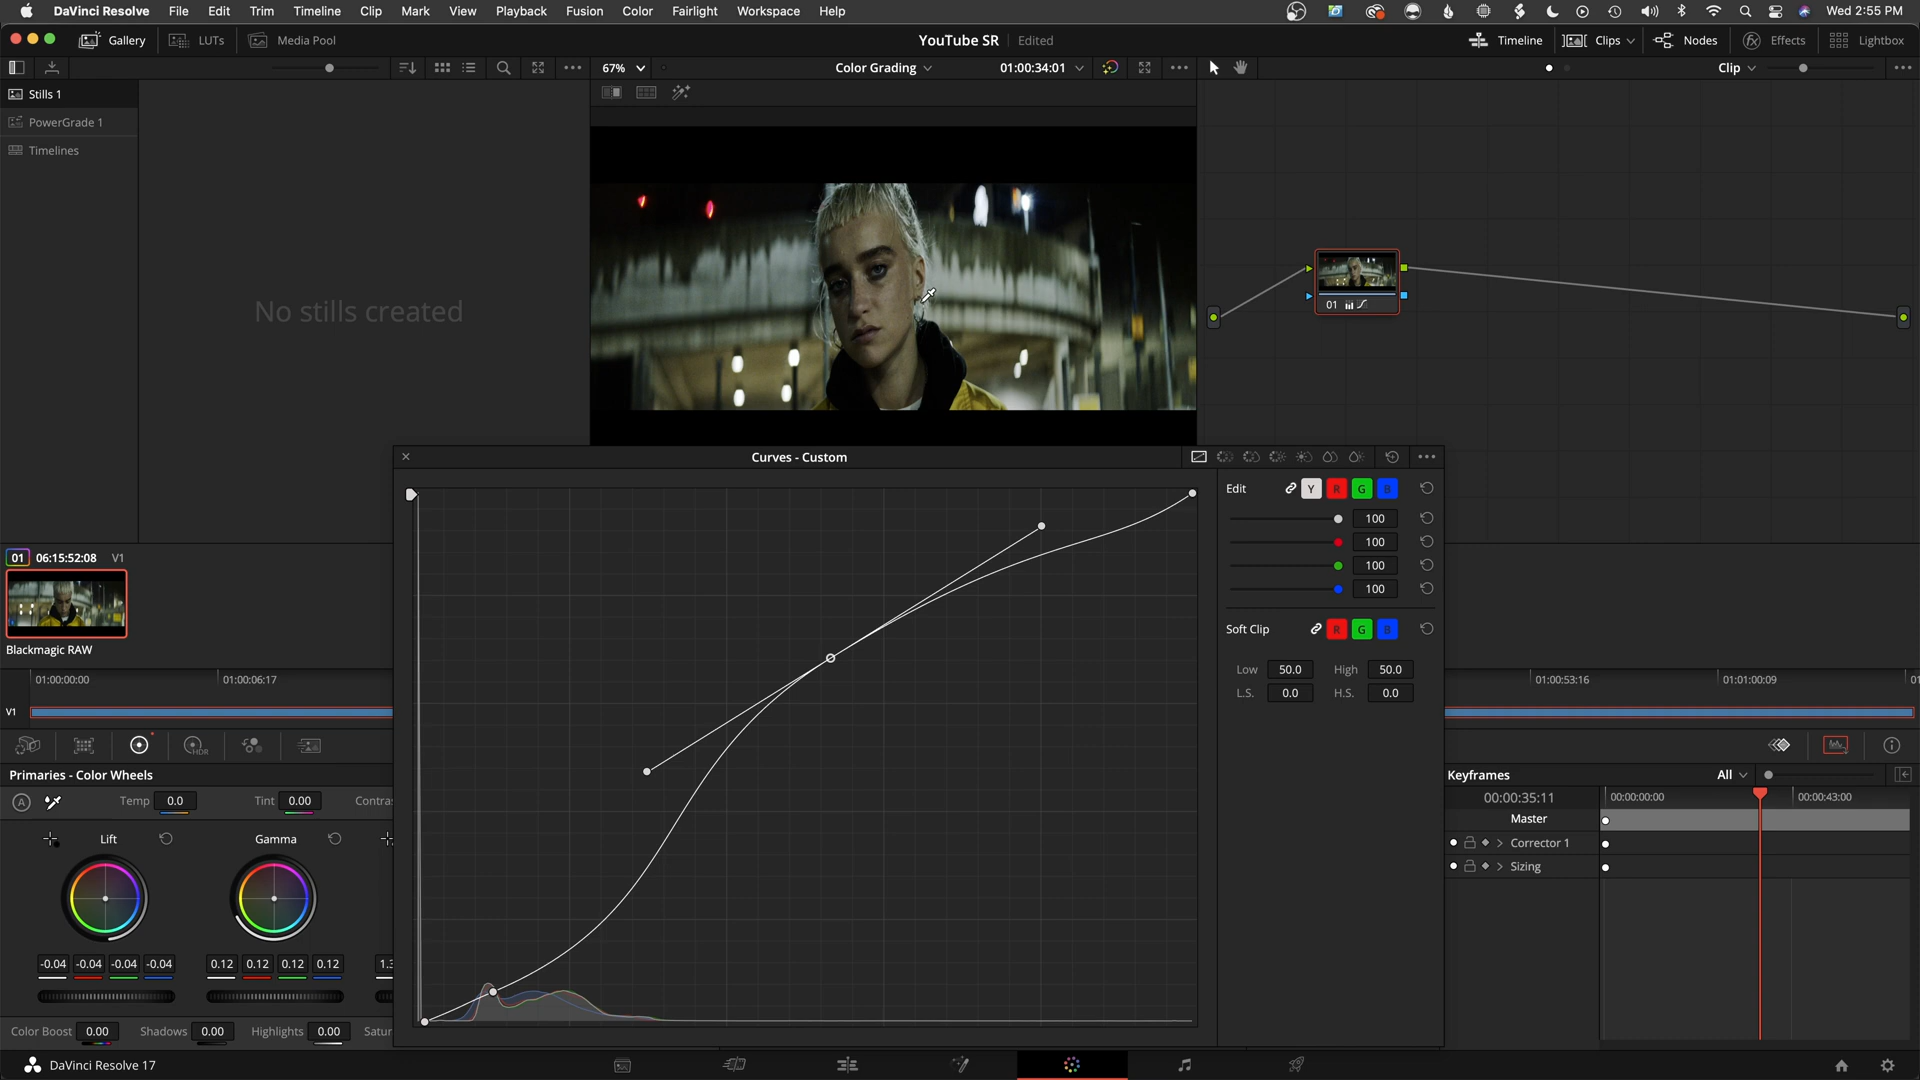 DaVinci Resolve File Edit Trim Timeline Clip Mark View Playback Fusion Color Fairlight Workspace Help Wed 2:55 PM
Gallery LUTs Media Pool YouTube SR Edited Timeline Clips Nodes Effects Lightbox
67% Color Grading 01:00:34:01 Clip
Stills 1
PowerGrade 1
Timelines
No stills created
01
Curves - Custom
Edit Y R G B
100
100
100
100
Soft Clip R G B
Low 50.0 High 50.0
L.S. 0.0 H.S. 0.0
01 06:15:52:08 V1
Blackmagic RAW
01:00:00:00 01:00:06:17 01:00:53:16 01:01:00:09 01
V1
HDR
Primaries - Color Wheels
A Temp 0.0 Tint 0.00 Contra
Lift Gamma
-0.04 -0.04 -0.04 -0.04 0.12 0.12 0.12 0.12 1.3
Color Boost 0.00 Shadows 0.00 Highlights 0.00 Satur
Keyframes All
00:00:35:11 00:00:00:00 00:00:43:00
Master
Corrector 1
Sizing
DaVinci Resolve 17